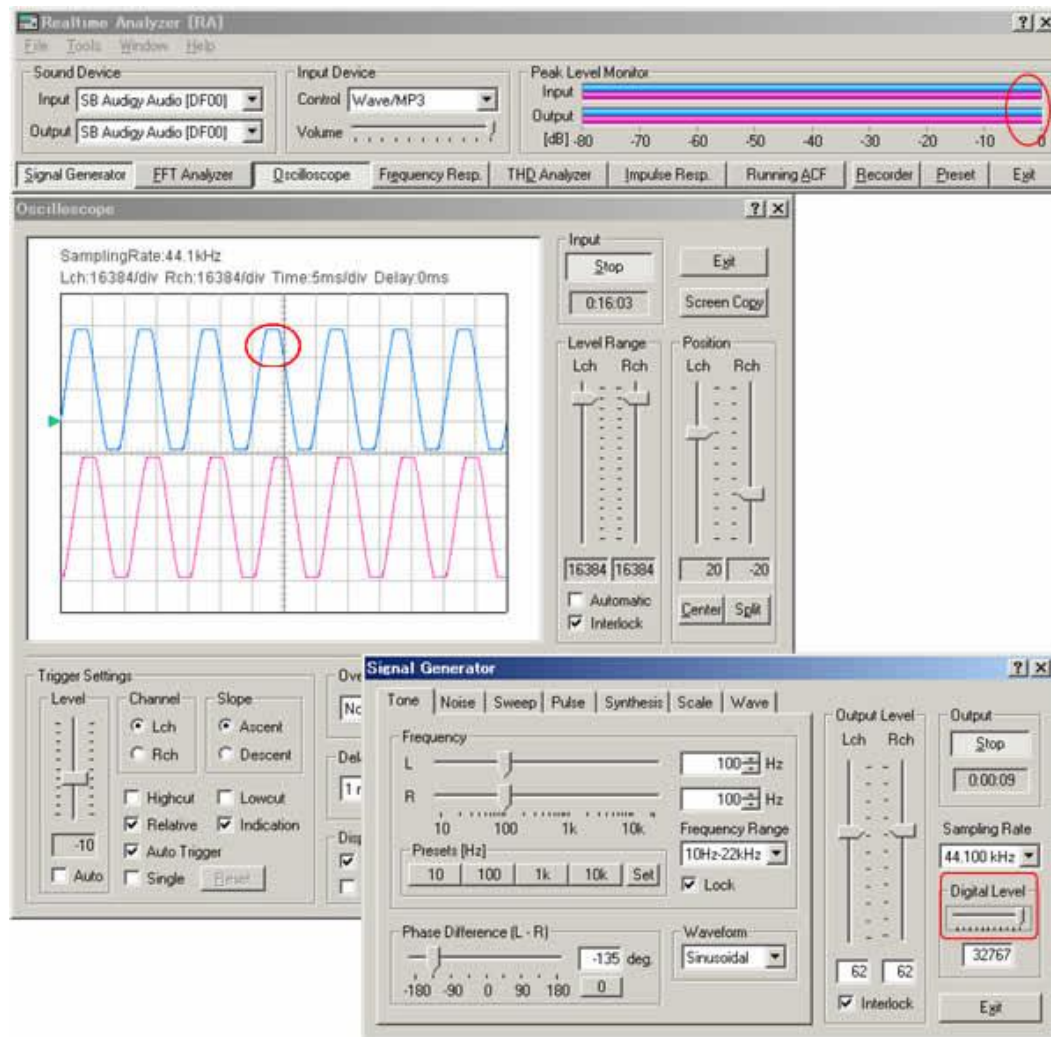 Realtime Analyzer [RA]
File Tools Window Help
Sound Device
Input SB Audigy Audio [DF00]
Output SB Audigy Audio [DF00]
Input Device
Control Wave/MP3
Volume
Peak Level Monitor
Input
Output
[dB] -80 -70 -60 -50 -40 -30 -20 -10 0
Signal Generator FFT Analyzer Oscilloscope Frequency Resp. THD Analyzer Impulse Resp. Running ACF Recorder Preset Exit
Oscilloscope
SamplingRate:44.1kHz
Lch:16384/div Rch:16384/div Time:5ms/div Delay:0ms
Input
Stop
0:16:03
Exit
Screen Copy
Level Range
Lch Rch
16384 16384
Automatic
Interlock
Position
Lch Rch
20 -20
Center Split
Trigger Settings
Level
-10
Auto
Channel
Lch
Rch
Slope
Ascent
Descent
Highcut Lowcut
Relative Indication
Auto Trigger
Single Reset
Signal Generator
Tone Noise Sweep Pulse Synthesis Scale Wave
Frequency
L
R
10 100 1k 10k
100 Hz
100 Hz
Presets [Hz]
10 100 1k 10k Set
Frequency Range
10Hz-22kHz
Lock
Phase Difference (L - R)
-135 deg.
-180 -90 0 90 180 0
Waveform
Sinusoidal
Output Level
Lch Rch
62 62
Interlock
Output
Stop
0:00:09
Sampling Rate
44.100 kHz
Digital Level
32767
Exit